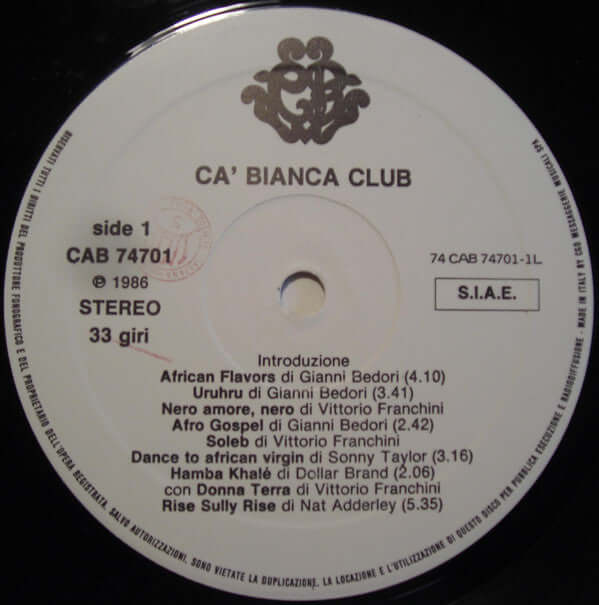 CA' BIANCA CLUB
side 1
CAB 74701
℗ 1986
STEREO
33 giri
74 CAB 74701-1L
S.I.A.E.
Introduzione
African Flavors di Gianni Bedori (4.10)
Uruhru di Gianni Bedori (3.41)
Nero amore, nero di Vittorio Franchini
Afro Gospel di Gianni Bedori (2.42)
Soleb di Vittorio Franchini
Dance to african virgin di Sonny Taylor (3.16)
Hamba Khalé di Dollar Brand (2.06)
con Donna Terra di Vittorio Franchini
Rise Sully Rise di Nat Adderley (5.35)
RISERVATI TUTTI I DIRITTI DEL PRODUTTORE FONOGRAFICO E DEL PROPRIETARIO DELL'OPERA REGISTRATA. SALVO AUTORIZZAZIONI, SONO VIETATE LA DUPLICAZIONE, LA LOCAZIONE E L'UTILIZZAZIONE DI QUESTO DISCO PER PUBBLICA ESECUZIONE E RADIODIFFUSIONE - MADE IN ITALY BY CGD MESSAGGERIE MUSICALI SPA